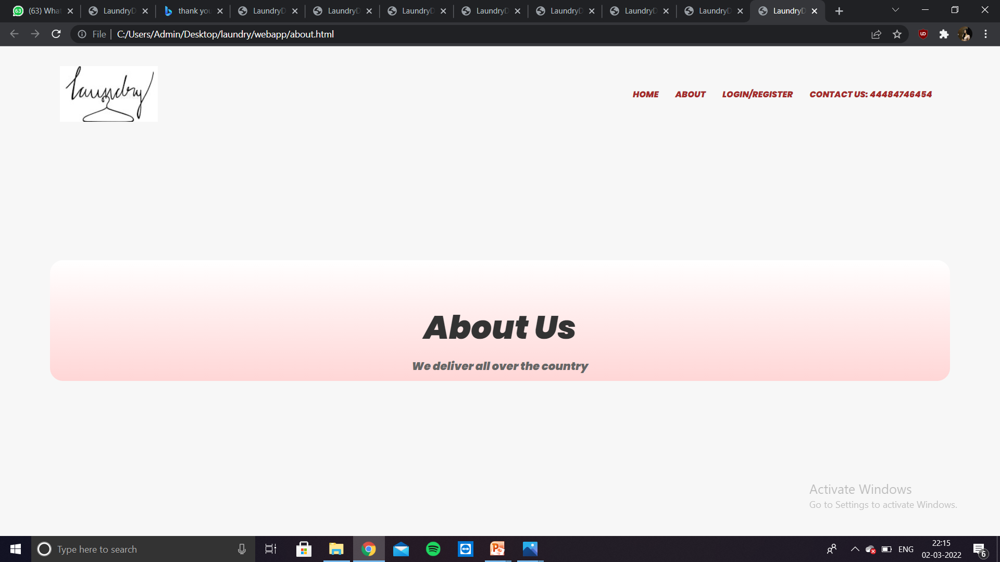 (63) What
LaundryD
thank you
LaundryD
LaundryD
LaundryD
LaundryD
LaundryD
LaundryD
LaundryD
LaundryD
File
C:/Users/Admin/Desktop/laundry/webapp/about.html
laundry
HOME
ABOUT
LOGIN/REGISTER
CONTACT US: 44484746454
About Us
We deliver all over the country
Activate Windows
Go to Settings to activate Windows.
Type here to search
ENG
22:15
02-03-2022
6